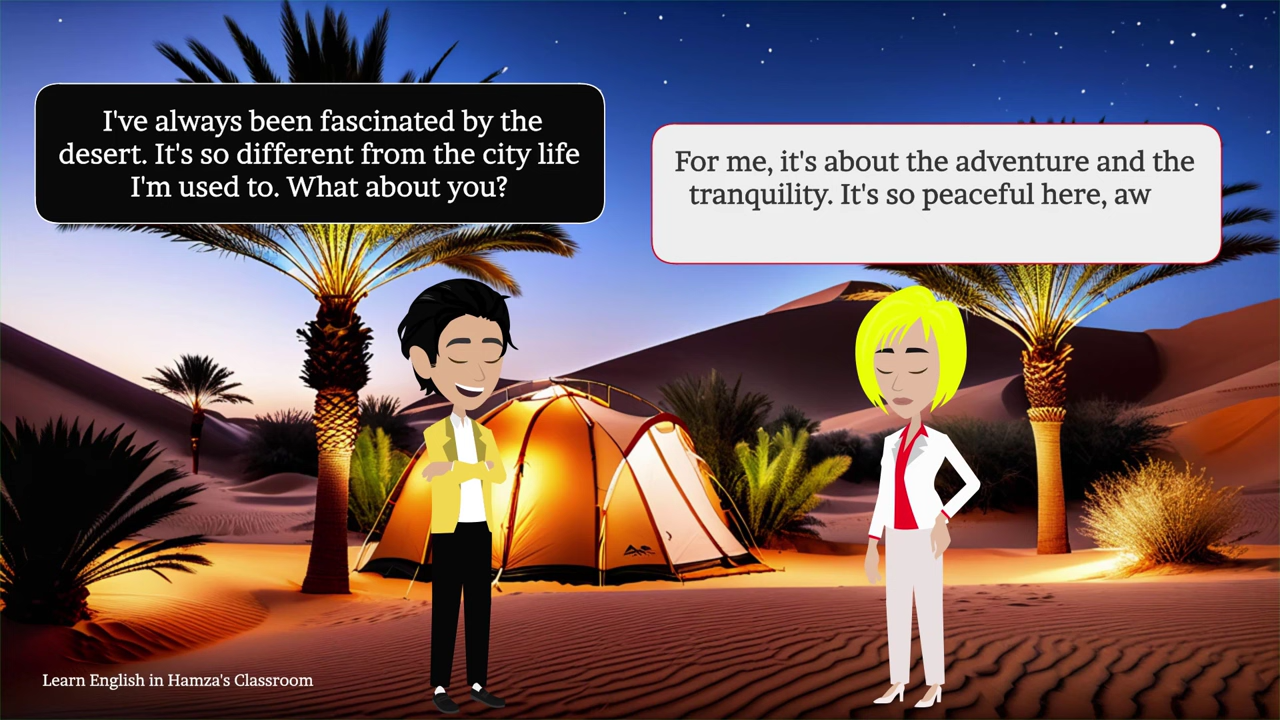 I've always been fascinated by the
desert. It's so different from the city life
I'm used to. What about you?
For me, it's about the adventure and the
tranquility. It's so peaceful here, aw
Learn English in Hamza's Classroom